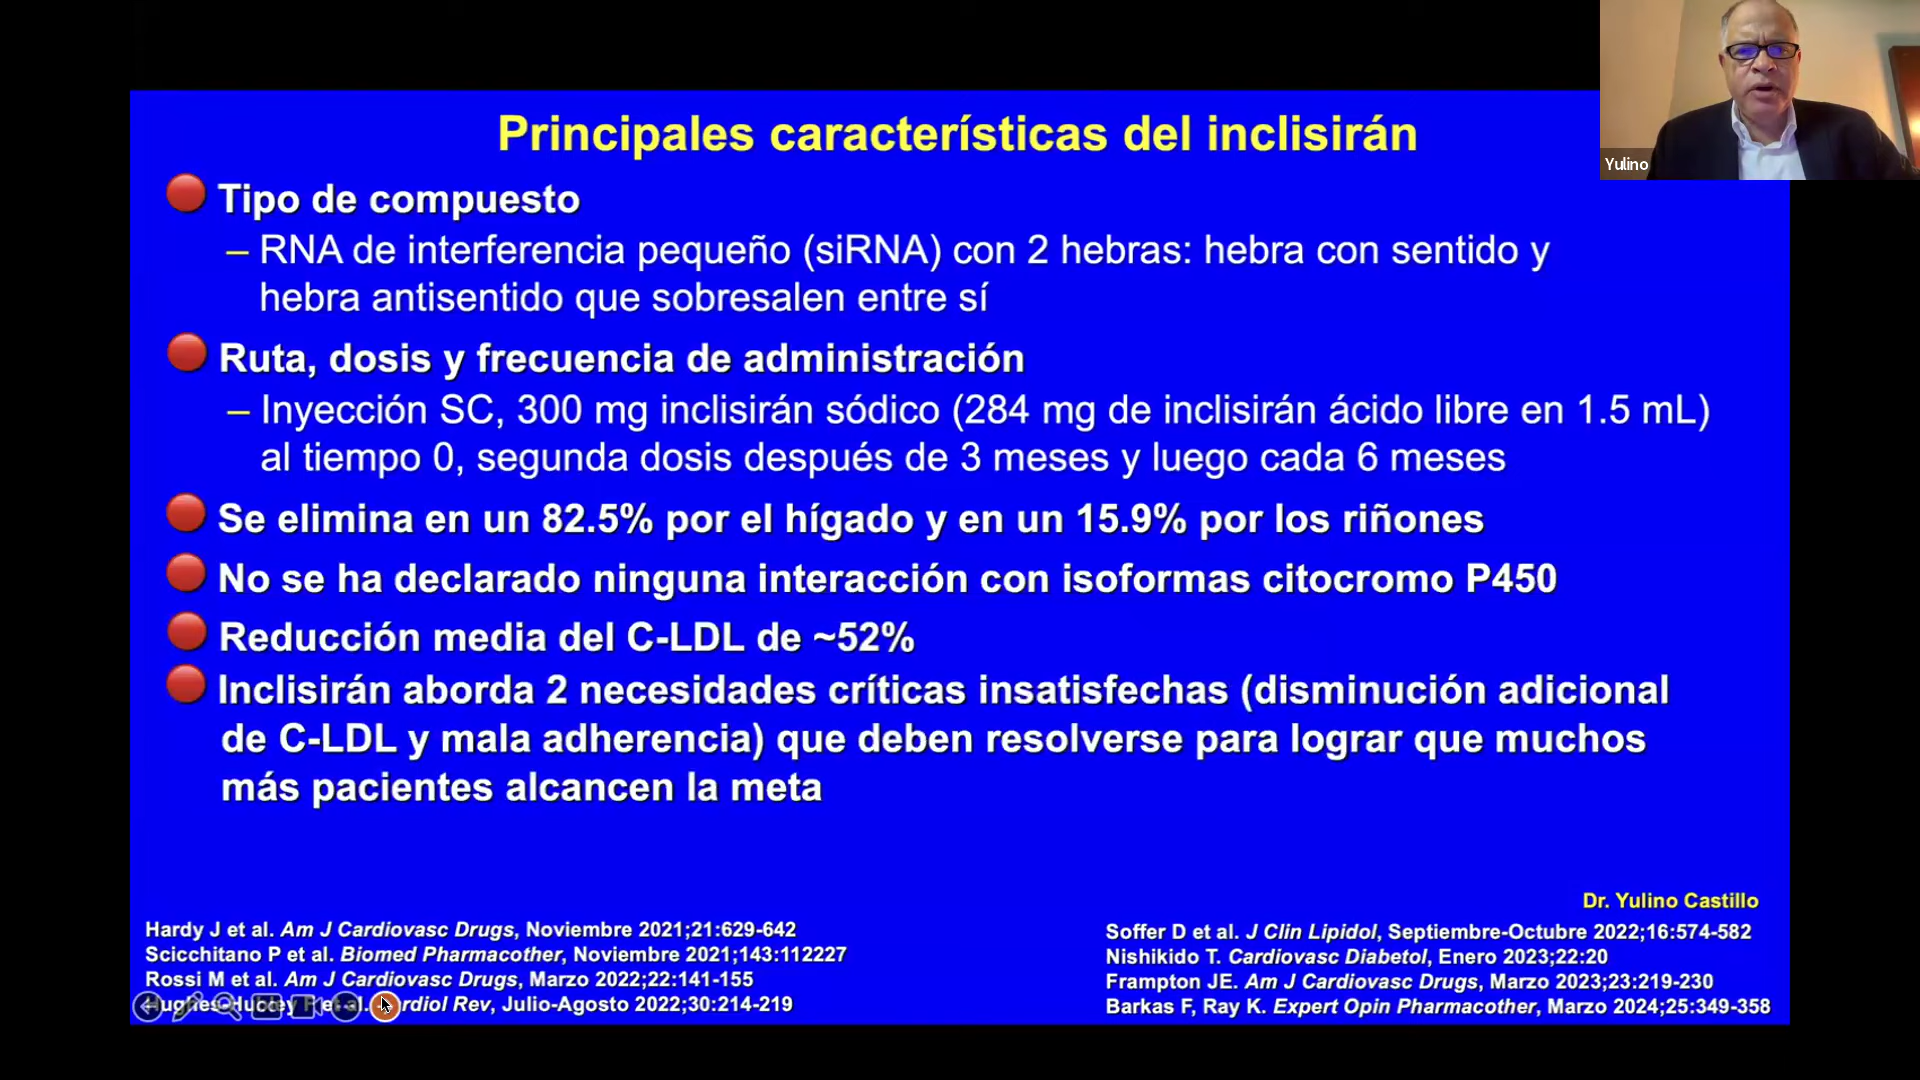 Principales características del inclisirán
Yulino
Tipo de compuesto
– RNA de interferencia pequeño (siRNA) con 2 hebras: hebra con sentido y
hebra antisentido que sobresalen entre sí
Ruta, dosis y frecuencia de administración
– Inyección SC, 300 mg inclisirán sódico (284 mg de inclisirán ácido libre en 1.5 mL)
al tiempo 0, segunda dosis después de 3 meses y luego cada 6 meses
Se elimina en un 82.5% por el hígado y en un 15.9% por los riñones
No se ha declarado ninguna interacción con isoformas citocromo P450
Reducción media del C-LDL de ~52%
Inclisirán aborda 2 necesidades críticas insatisfechas (disminución adicional
de C-LDL y mala adherencia) que deben resolverse para lograr que muchos
más pacientes alcancen la meta
Dr. Yulino Castillo
Hardy J et al. Am J Cardiovasc Drugs, Noviembre 2021;21:629-642
Scicchitano P et al. Biomed Pharmacother, Noviembre 2021;143:112227
Rossi M et al. Am J Cardiovasc Drugs, Marzo 2022;22:141-155
Rev, Julio-Agosto 2022;30:214-219
Soffer D et al. J Clin Lipidol, Septiembre-Octubre 2022;16:574-582
Nishikido T. Cardiovasc Diabetol, Enero 2023;22:20
Frampton JE. Am J Cardiovasc Drugs, Marzo 2023;23:219-230
Barkas F, Ray K. Expert Opin Pharmacother, Marzo 2024;25:349-358